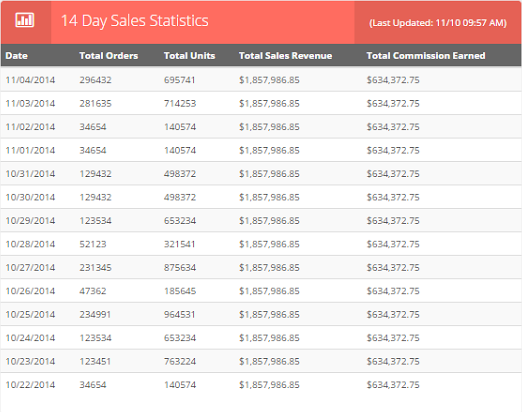 14 Day Sales Statistics (Last Updated: 11/10 09:57 AM)
Date Total Orders Total Units Total Sales Revenue Total Commission Earned
11/04/2014 296432 695741 $1,857,986.85 $634,372.75
11/03/2014 281635 714253 $1,857,986.85 $634,372.75
11/02/2014 34654 140574 $1,857,986.85 $634,372.75
11/01/2014 34654 140574 $1,857,986.85 $634,372.75
10/31/2014 129432 498372 $1,857,986.85 $634,372.75
10/30/2014 129432 498372 $1,857,986.85 $634,372.75
10/29/2014 123534 653234 $1,857,986.85 $634,372.75
10/28/2014 52123 321541 $1,857,986.85 $634,372.75
10/27/2014 231345 875634 $1,857,986.85 $634,372.75
10/26/2014 47362 185645 $1,857,986.85 $634,372.75
10/25/2014 234991 964531 $1,857,986.85 $634,372.75
10/24/2014 123534 653234 $1,857,986.85 $634,372.75
10/23/2014 123451 763224 $1,857,986.85 $634,372.75
10/22/2014 34654 140574 $1,857,986.85 $634,372.75